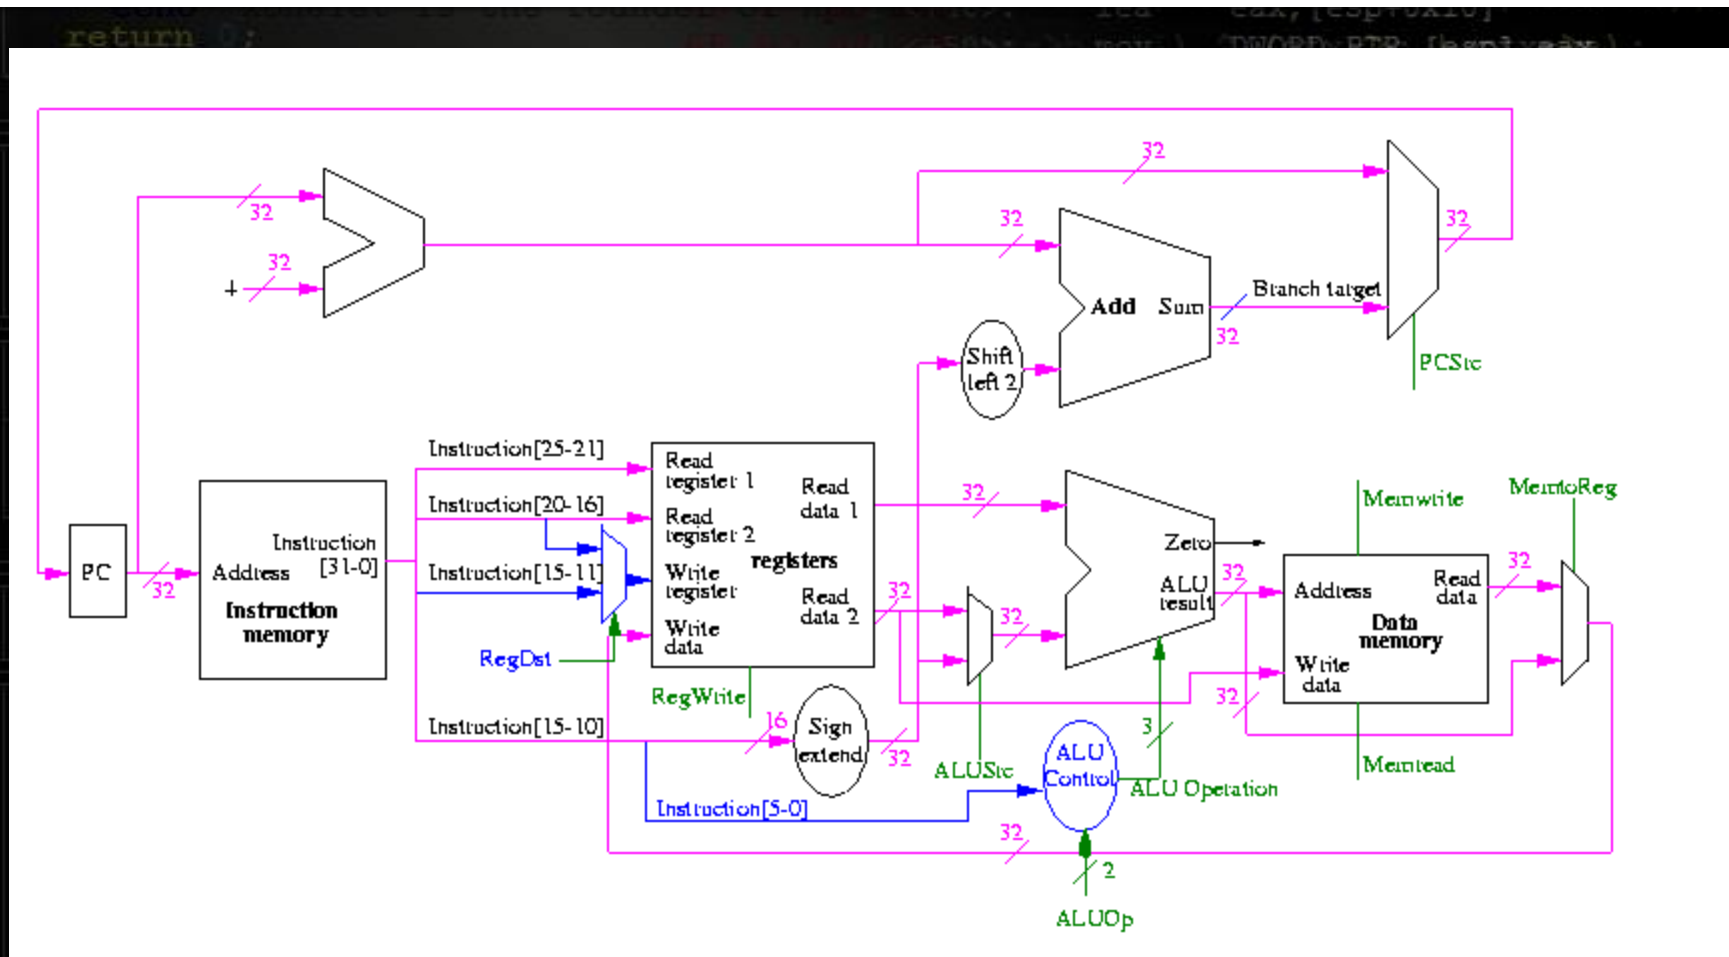 return 0;
32
32
32
32
32
32
4
Add
Sum
Branch target
32
Shift
left 2
PCSrc
Instruction[25-21]
Read
register 1
Instruction[20-16]
Read
register 2
Read
data 1
32
Memwrite
MemtoReg
PC
32
Address
Instruction
[31-0]
Instruction
memory
Instruction[15-11]
Write
register
registers
Read
data 2
32
32
Zero
ALU
result
32
Address
Read
data
32
Data
memory
Write
data
RegDst
Write
data
RegWrite
32
Instruction[15-10]
16
Sign
extend
32
ALUSrc
ALU
Control
3
ALU Operation
Memread
Instruction[5-0]
32
2
ALUOp